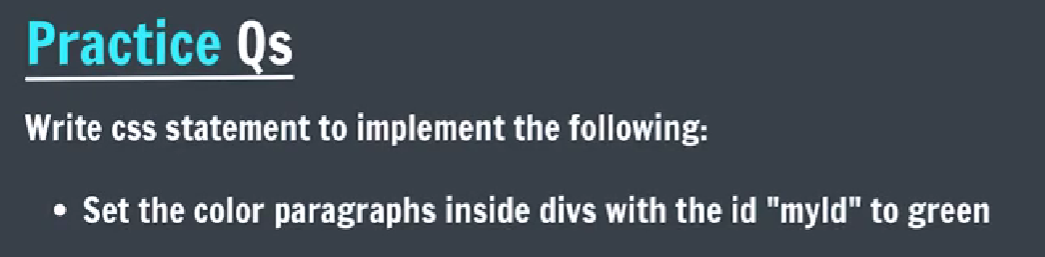 Practice Qs
Write css statement to implement the following:
• Set the color paragraphs inside divs with the id "myId" to green